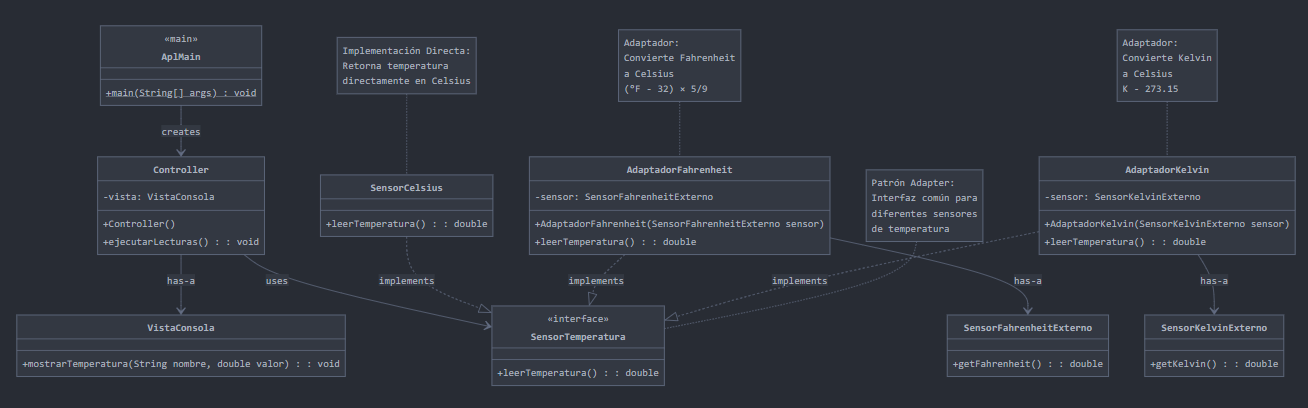 «main»
AplMain
+main(String[] args) : void
creates
Controller
-vista: VistaConsola
+Controller()
+ejecutarLecturas() : : void
has-a
uses
VistaConsola
+mostrarTemperatura(String nombre, double valor) : : void
Implementación Directa:
Retorna temperatura
directamente en Celsius
SensorCelsius
+leerTemperatura() : : double
implements
«interface»
SensorTemperatura
+leerTemperatura() : : double
Adaptador:
Convierte Fahrenheit
a Celsius
(°F - 32) × 5/9
AdaptadorFahrenheit
-sensor: SensorFahrenheitExterno
+AdaptadorFahrenheit(SensorFahrenheitExterno sensor)
+leerTemperatura() : : double
implements
Patrón Adapter:
Interfaz común para
diferentes sensores
de temperatura
implements
Adaptador:
Convierte Kelvin
a Celsius
K - 273.15
AdaptadorKelvin
-sensor: SensorKelvinExterno
+AdaptadorKelvin(SensorKelvinExterno sensor)
+leerTemperatura() : : double
has-a
has-a
SensorFahrenheitExterno
+getFahrenheit() : : double
SensorKelvinExterno
+getKelvin() : : double